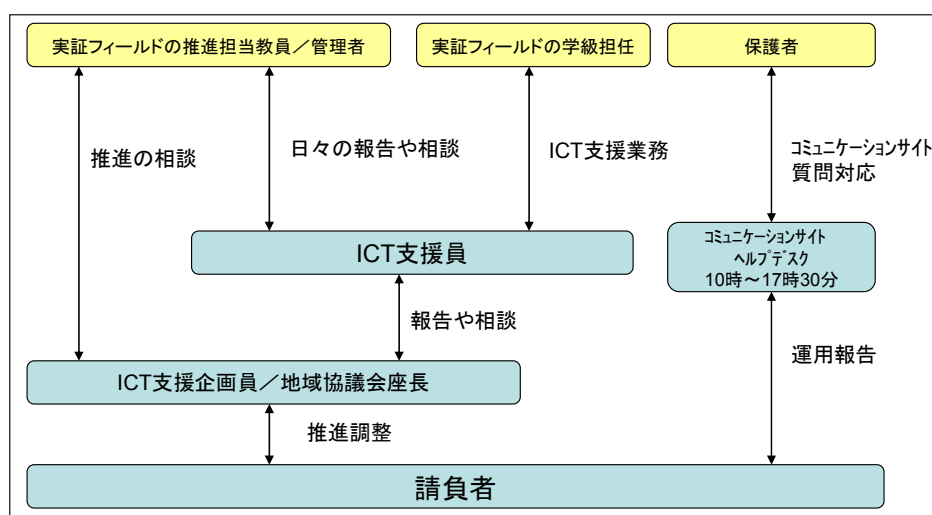 実証フィールドの推進担当教員／管理者
実証フィールドの学級担任
保護者
推進の相談
日々の報告や相談
ICT支援業務
ｺﾐｭﾆｹｰｼｮﾝサイト
質問対応
ICT支援員
ｺﾐｭﾆｹｰｼｮﾝサイト
ﾍﾙﾌﾟﾃﾞｽｸ
10時～17時30分
報告や相談
運用報告
ICT支援企画員／地域協議会座長
推進調整
請負者